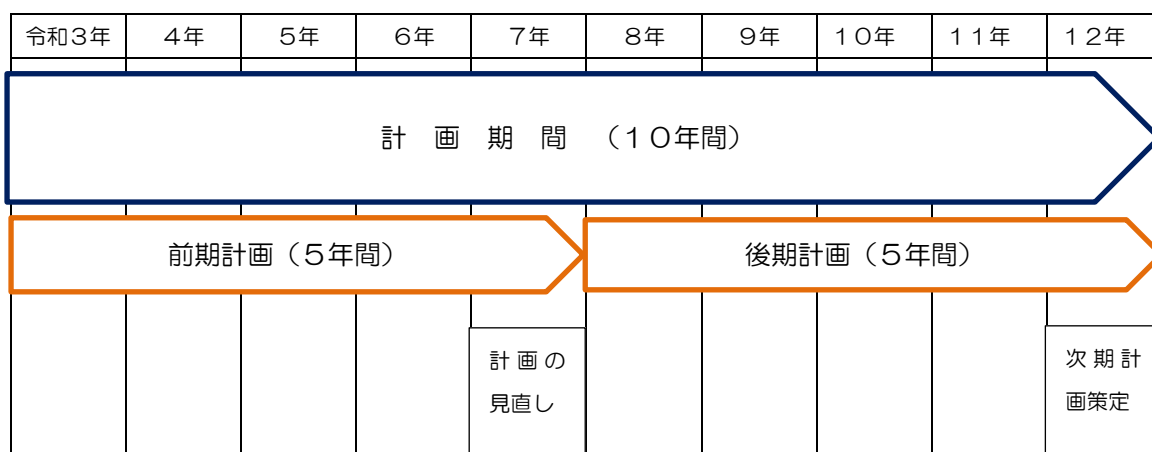 令和３年 ４年 ５年 ６年 ７年 ８年 ９年 １０年 １１年 １２年
計　画　期　間　（１０年間）
前期計画（５年間） 後期計画（５年間）
計画の
見直し
次期計
画策定